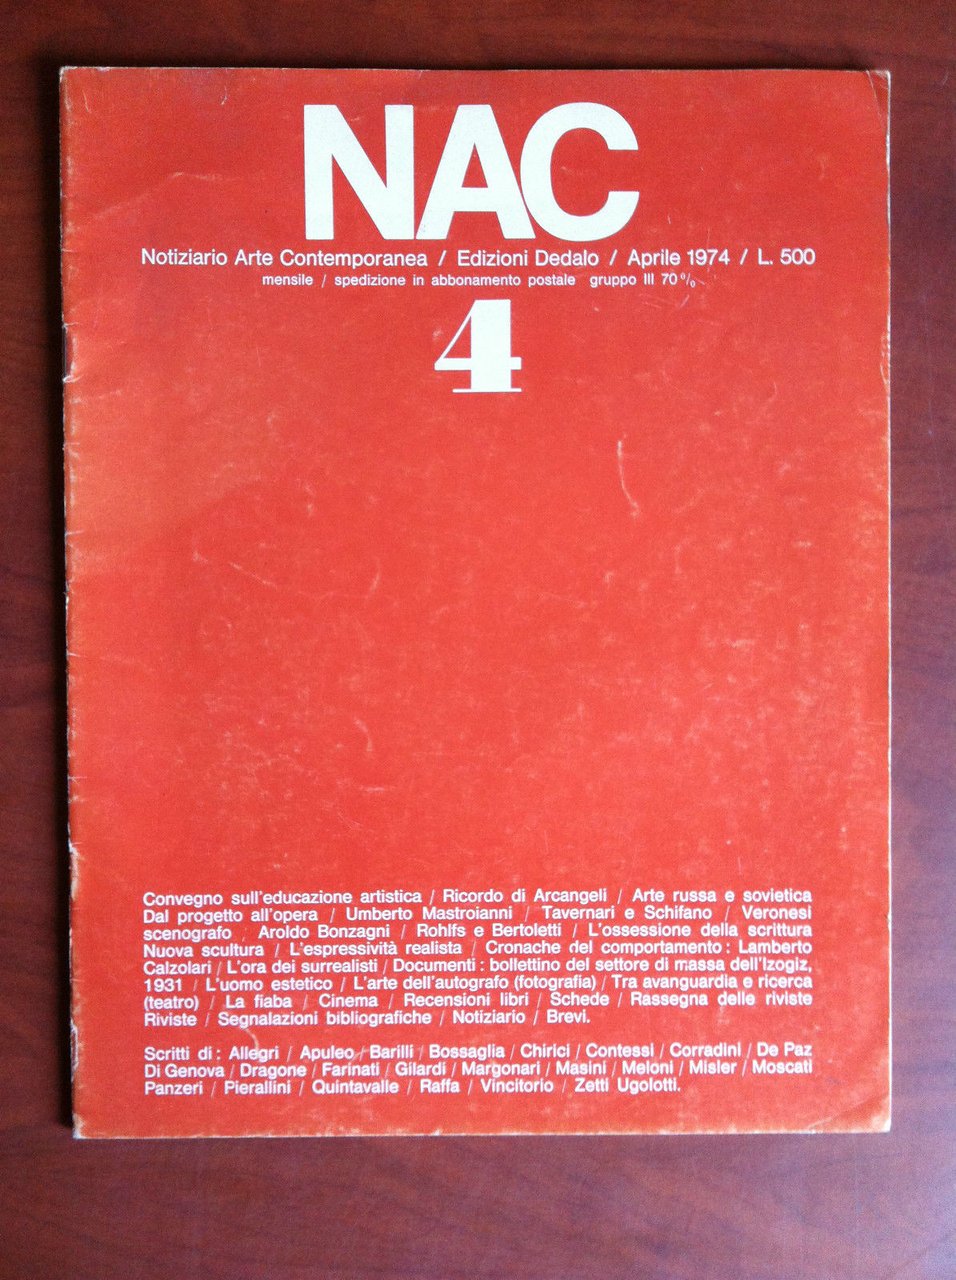 NAC
Notiziario Arte Contemporanea / Edizioni Dedalo / Aprile 1974 / L. 500
mensile / spedizione in abbonamento postale gruppo III 70 %
4
Convegno sull'educazione artistica / Ricordo di Arcangeli / Arte russa e sovietica
Dal progetto all'opera / Umberto Mastroianni / Tavernari e Schifano / Veronesi
scenografo / Aroldo Bonzagni / Rohlfs e Bertoletti / L'ossessione della scrittura
Nuova scultura / L'espressività realista / Cronache del comportamento: Lamberto
Calzolari / L'ora dei surrealisti / Documenti: bollettino del settore di massa dell'Izogiz,
1931 / L'uomo estetico / L'arte dell'autografo (fotografia) / Tra avanguardia e ricerca
(teatro) / La fiaba / Cinema / Recensioni libri / Schede / Rassegna delle riviste
Riviste / Segnalazioni bibliografiche / Notiziario / Brevi.
Scritti di: Allegri / Apuleo / Barilli / Bossaglia / Chirici / Contessi / Corradini / De Paz
Di Genova / Dragone / Farinati / Gilardi / Margonari / Masini / Meloni / Misler / Moscati
Panzeri / Pierallini / Quintavalle / Raffa / Vincitorio / Zetti Ugolotti.